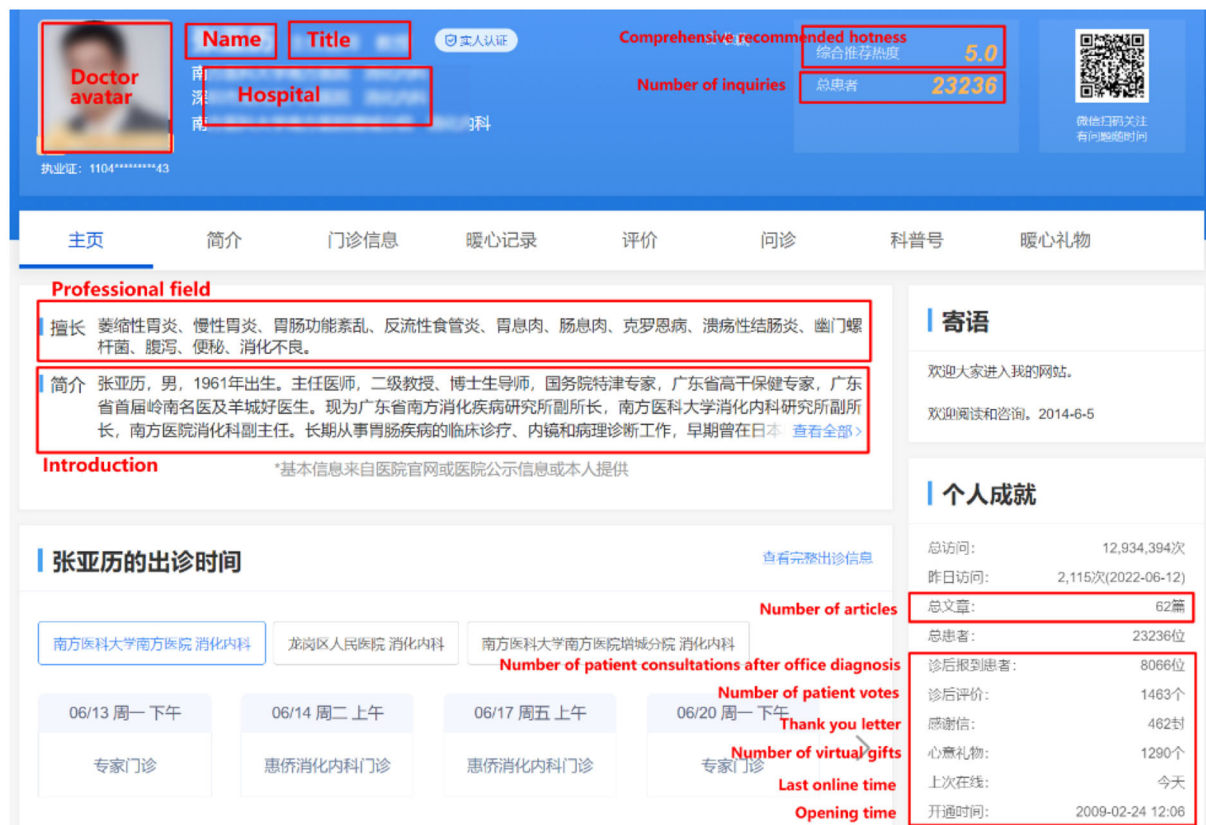 Name
Title
实人认证
Comprehensive recommended hotness
综合推荐热度
5.0
Doctor
avatar
Hospital
南
深
南
内科
Number of inquiries
总患者
23236
微信扫码关注
有问题随时问
执业证：1104*********43
主页
简介
门诊信息
暖心记录
评价
问诊
科普号
暖心礼物
Professional field
擅长
萎缩性胃炎、慢性胃炎、胃肠功能紊乱、反流性食管炎、胃息肉、肠息肉、克罗恩病、溃疡性结肠炎、幽门螺
杆菌、腹泻、便秘、消化不良。
简介
张亚历，男，1961年出生。主任医师，二级教授、博士生导师，国务院特津专家，广东省高干保健专家，广东
省首届岭南名医及羊城好医生。现为广东省南方消化疾病研究所副所长，南方医科大学消化内科研究所副所
长，南方医院消化科副主任。长期从事胃肠疾病的临床诊疗、内镜和病理诊断工作，早期曾在日本
查看全部>
Introduction
*基本信息来自医院官网或医院公示信息或本人提供
寄语
欢迎大家进入我的网站。
欢迎阅读和咨询。2014-6-5
张亚历的出诊时间
查看完整出诊信息
南方医科大学南方医院 消化内科
龙岗区人民医院 消化内科
南方医科大学南方医院增城分院 消化内科
06/13 周一 下午
专家门诊
06/14 周二 上午
惠侨消化内科门诊
06/17 周五 上午
惠侨消化内科门诊
06/20 周一 下午
专家门诊
个人成就
总访问： 12,934,394次
昨日访问： 2,115次(2022-06-12)
Number of articles
总文章： 62篇
总患者： 23236位
Number of patient consultations after office diagnosis
诊后报到患者： 8066位
Number of patient votes
诊后评价： 1463个
Thank you letter
感谢信： 462封
Number of virtual gifts
心意礼物： 1290个
Last online time
上次在线： 今天
Opening time
开通时间： 2009-02-24 12:06